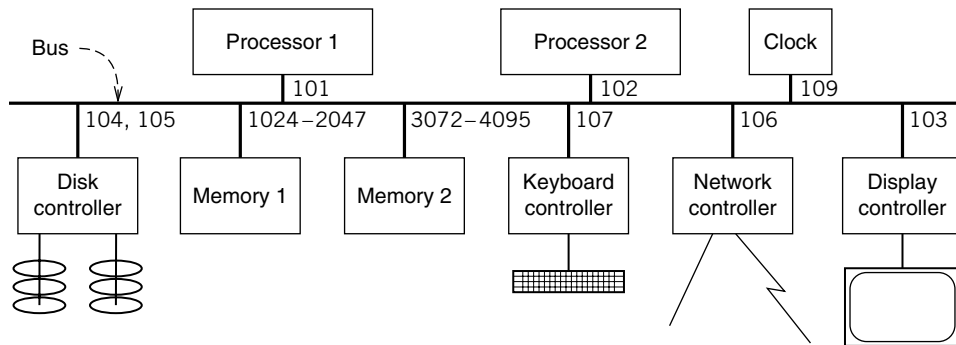 Processor 1
Processor 2
Clock
Bus
101
102
109
104, 105
1024–2047
3072–4095
107
106
103
Disk
controller
Memory 1
Memory 2
Keyboard
controller
Network
controller
Display
controller